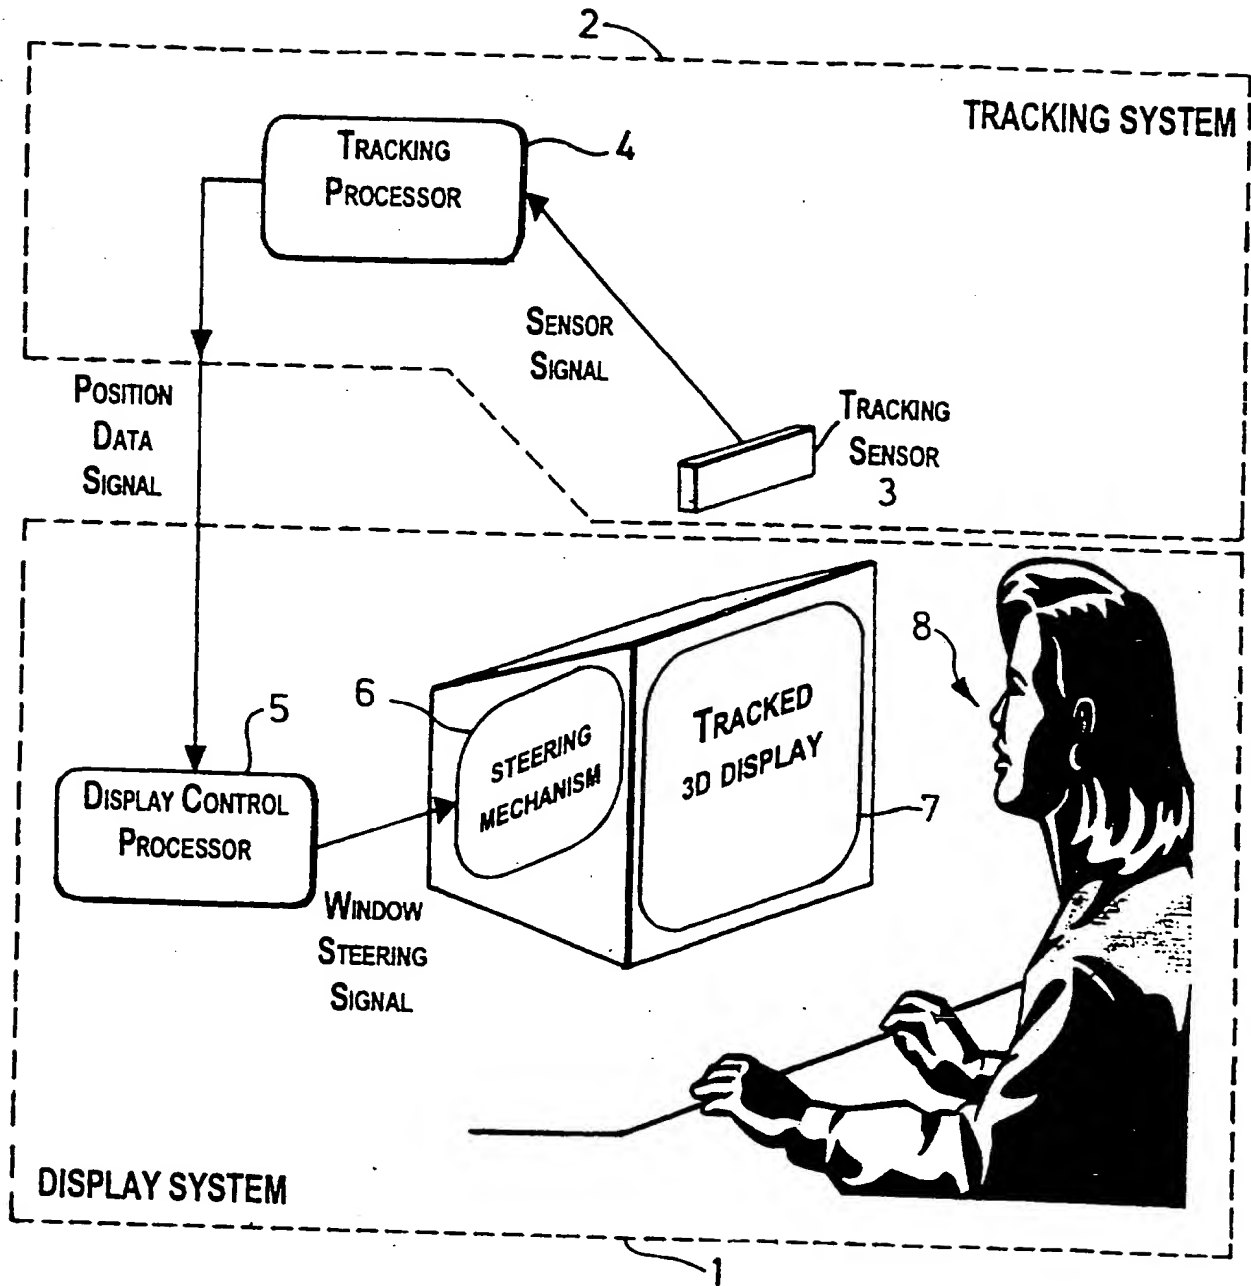 2
TRACKING SYSTEM
TRACKING
PROCESSOR
4
SENSOR
SIGNAL
POSITION
DATA
SIGNAL
TRACKING
SENSOR
3
8
6
STEERING
MECHANISM
TRACKED
3D DISPLAY
5
DISPLAY CONTROL
PROCESSOR
7
WINDOW
STEERING
SIGNAL
DISPLAY SYSTEM
1